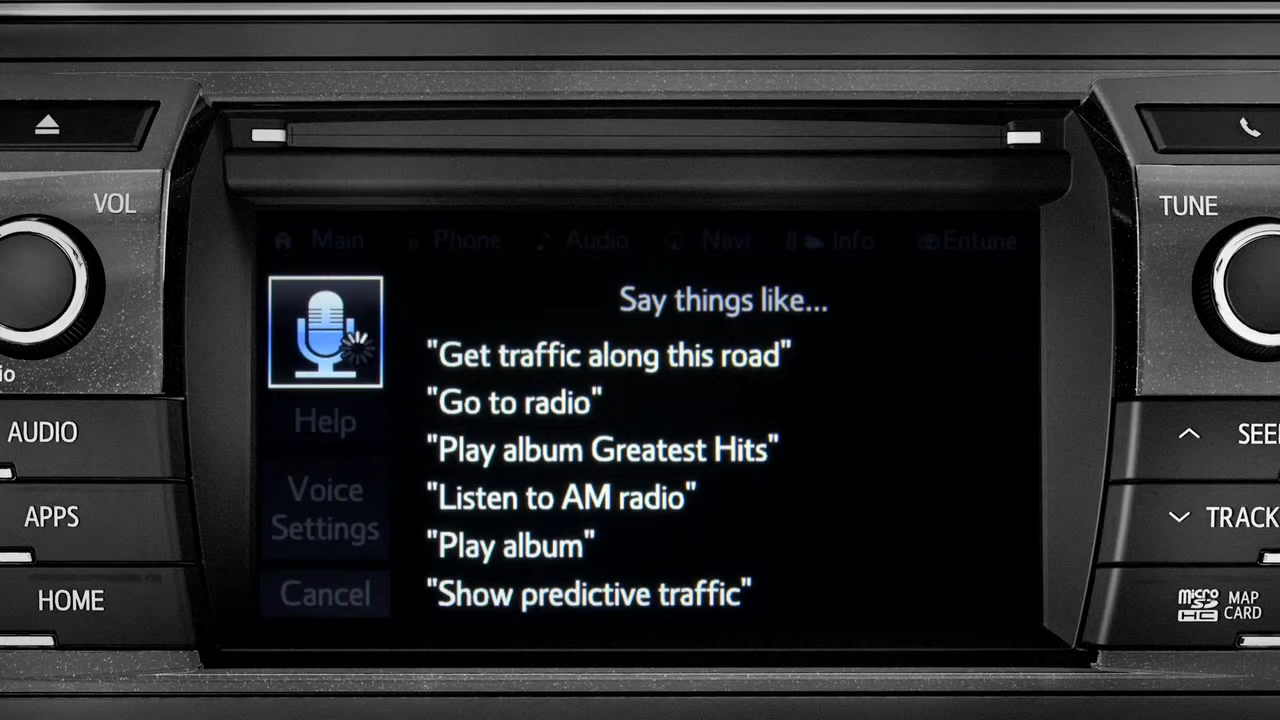 VOL
TUNE
Main Phone Audio Navi Info Entune
Say things like...
"Get traffic along this road"
"Go to radio"
"Play album Greatest Hits"
"Listen to AM radio"
"Play album"
"Show predictive traffic"
Help
Voice
Settings
Cancel
io
AUDIO
APPS
HOME
SEE
TRACK
micro SD HC MAP
CARD